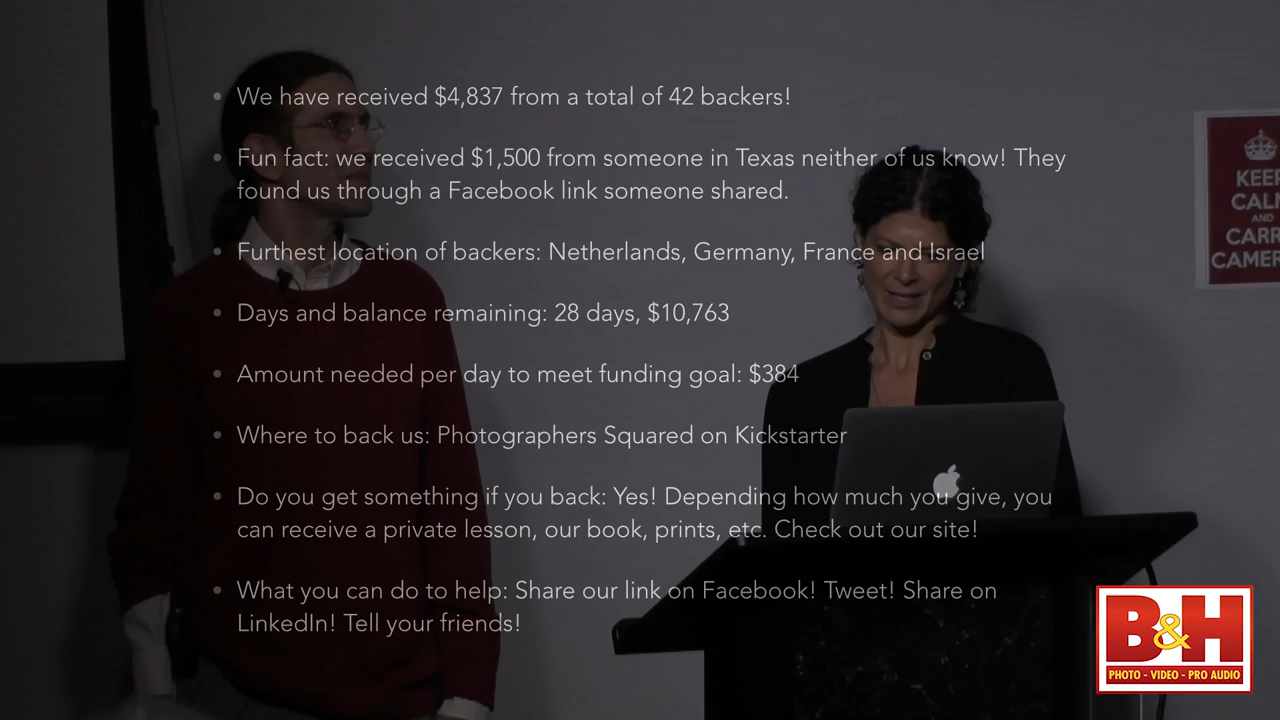 We have received $4,837 from a total of 42 backers!
Fun fact: we received $1,500 from someone in Texas neither of us know! They
found us through a Facebook link someone shared.
Furthest location of backers: Netherlands, Germany, France and Israel
Days and balance remaining: 28 days, $10,763
Amount needed per day to meet funding goal: $384
Where to back us: Photographers Squared on Kickstarter
Do you get something if you back: Yes! Depending how much you give, you
can receive a private lesson, our book, prints, etc. Check out our site!
What you can do to help: Share our link on Facebook! Tweet! Share on
LinkedIn! Tell your friends!
KEEP
CALM
AND
CARRY
CAMERA
B&H
PHOTO - VIDEO - PRO AUDIO